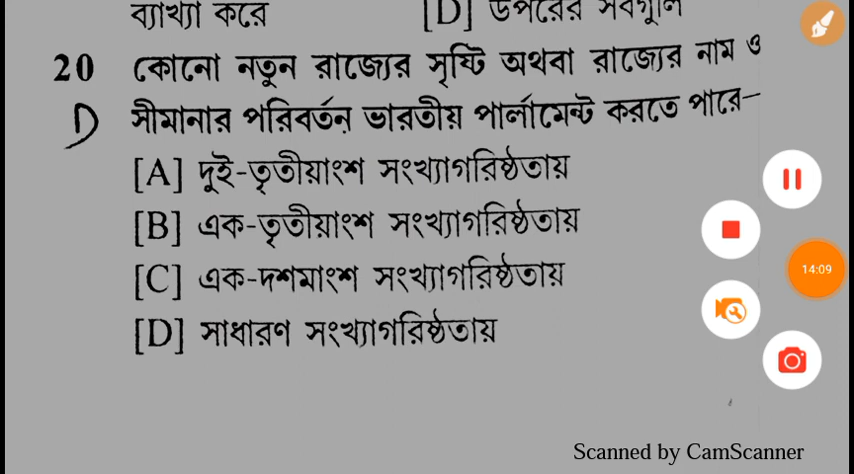 ব্যাখ্যা করে [D] উপরের সবগুলি
20 কোনো নতুন রাজ্যের সৃষ্টি অথবা রাজ্যের নাম ও
D সীমানার পরিবর্তন ভারতীয় পার্লামেন্ট করতে পারে—
[A] দুই-তৃতীয়াংশ সংখ্যাগরিষ্ঠতায়
[B] এক-তৃতীয়াংশ সংখ্যাগরিষ্ঠতায়
[C] এক-দশমাংশ সংখ্যাগরিষ্ঠতায়
[D] সাধারণ সংখ্যাগরিষ্ঠতায়
14:09
Scanned by CamScanner